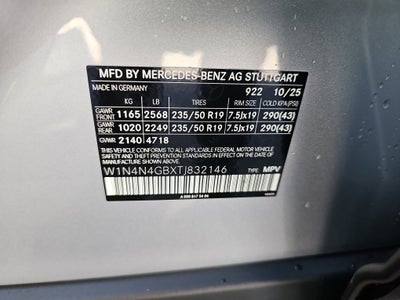 MFD BY MERCEDES-BENZ AG STUTTGART
MADE IN GERMANY 922 10/25
KG LB TIRES RIM SIZE COLD KPA(PSI)
GAWR FRONT 1165 2568 235/50 R19 7.5Jx19 290(43)
GAWR REAR 1020 2249 235/50 R19 7.5Jx19 290(43)
GVWR 2140 4718
THIS VEHICLE CONFORMS TO ALL APPLICABLE
FEDERAL MOTOR VEHICLE SAFETY, BUMPER, AND
THEFT PREVENTION STANDARDS IN EFFECT ON
THE DATE OF MANUFACTURE SHOWN ABOVE.
W1N4N4GBXTJ832146 TYPE: MPV